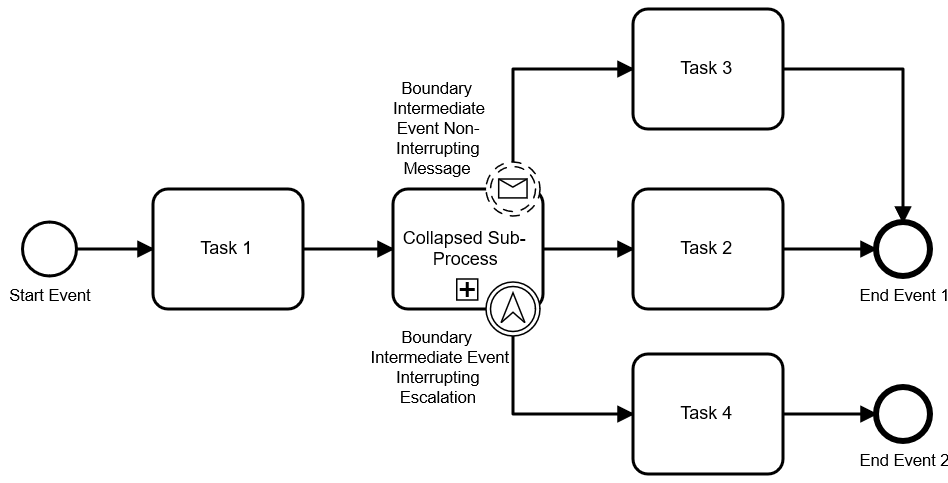 Task 3
Boundary
Intermediate
Event Non-
Interrupting
Message
Task 1
Collapsed Sub-
Process
Task 2
Start Event
End Event 1
Boundary
Intermediate Event
Interrupting
Escalation
Task 4
End Event 2